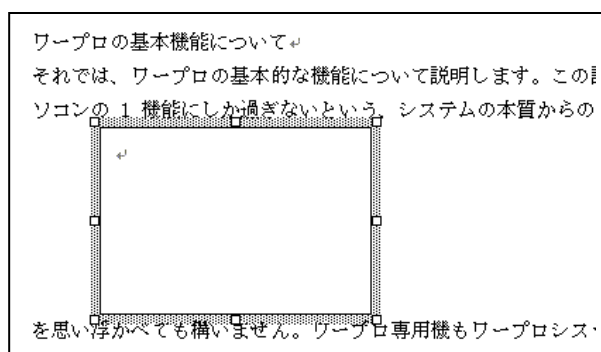 ワープロの基本機能について↵
それでは、ワープロの基本的な機能について説明します。この
ソコンの 1 機能にしか過ぎないという、システムの本質からの
↵
を思い浮かべても構いません。ワープロ専用機もワープロシス